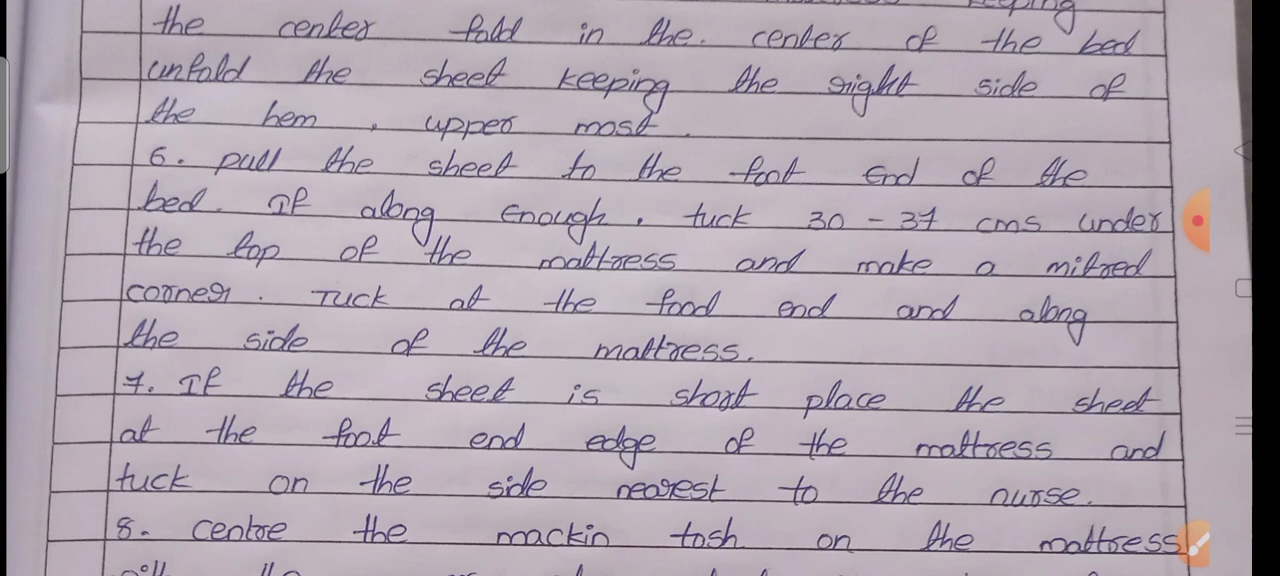 keeping
the center fold in the. center of the bed
unfold the sheet keeping the right side of
the hem, upper most.
6. pull the sheet to the foot End of the
bed. If along Enough, tuck 30 - 37 cms under
the top of the mattress and make a mitred
corner. Tuck at the food end and along
the side of the mattress.
7. If the sheet is short place the sheet
at the foot end edge of the mattress and
tuck on the side nearest to the nurse.
8. centre the mackin tosh on the mattress